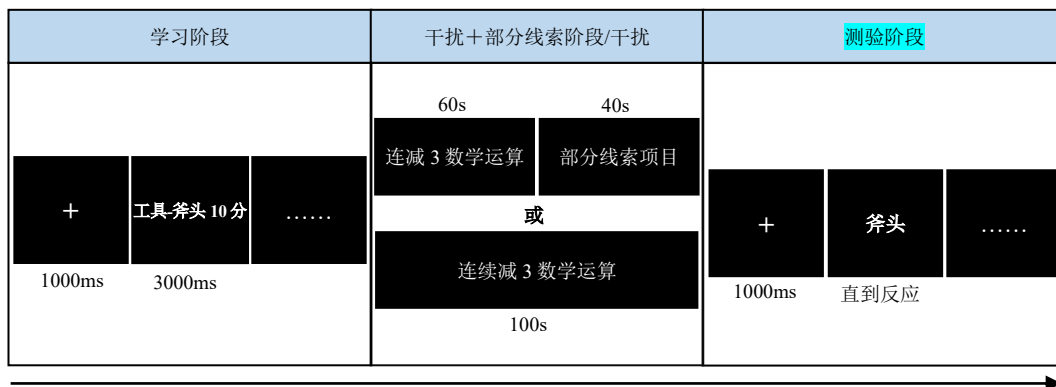 学习阶段
干扰＋部分线索阶段/干扰
测验阶段
60s
40s
连减 3 数学运算
部分线索项目
+
工具-斧头 10 分
……
或
+
斧头
……
连续减 3 数学运算
1000ms
3000ms
1000ms
直到反应
100s